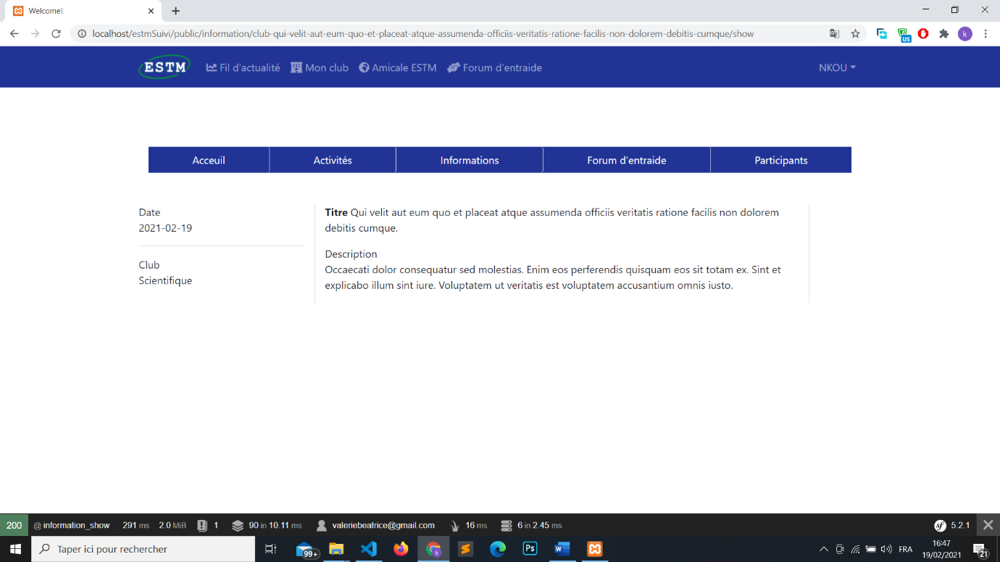 Welcome!
localhost/estmSuivi/public/information/club-qui-velit-aut-eum-quo-et-placeat-atque-assumenda-officiis-veritatis-ratione-facilis-non-dolorem-debitis-cumque/show
US
k
ESTM
Fil d'actualité
Mon club
Amicale ESTM
Forum d'entraide
NKOU
Acceuil
Activités
Informations
Forum d'entraide
Participants
Date
2021-02-19
Club
Scientifique
Titre Qui velit aut eum quo et placeat atque assumenda officiis veritatis ratione facilis non dolorem
debitis cumque.
Description
Occaecati dolor consequatur sed molestias. Enim eos perferendis quisquam eos sit totam ex. Sint et
explicabo illum sint iure. Voluptatem ut veritatis est voluptatem accusantium omnis iusto.
200 @ information_show 291 ms 2.0 MiB 1 90 in 10.11 ms valeriebeatrice@gmail.com 16 ms 6 in 2.45 ms sf 5.2.1
Taper ici pour rechercher
99+
k
Ps
W
FRA
16:47
19/02/2021
21